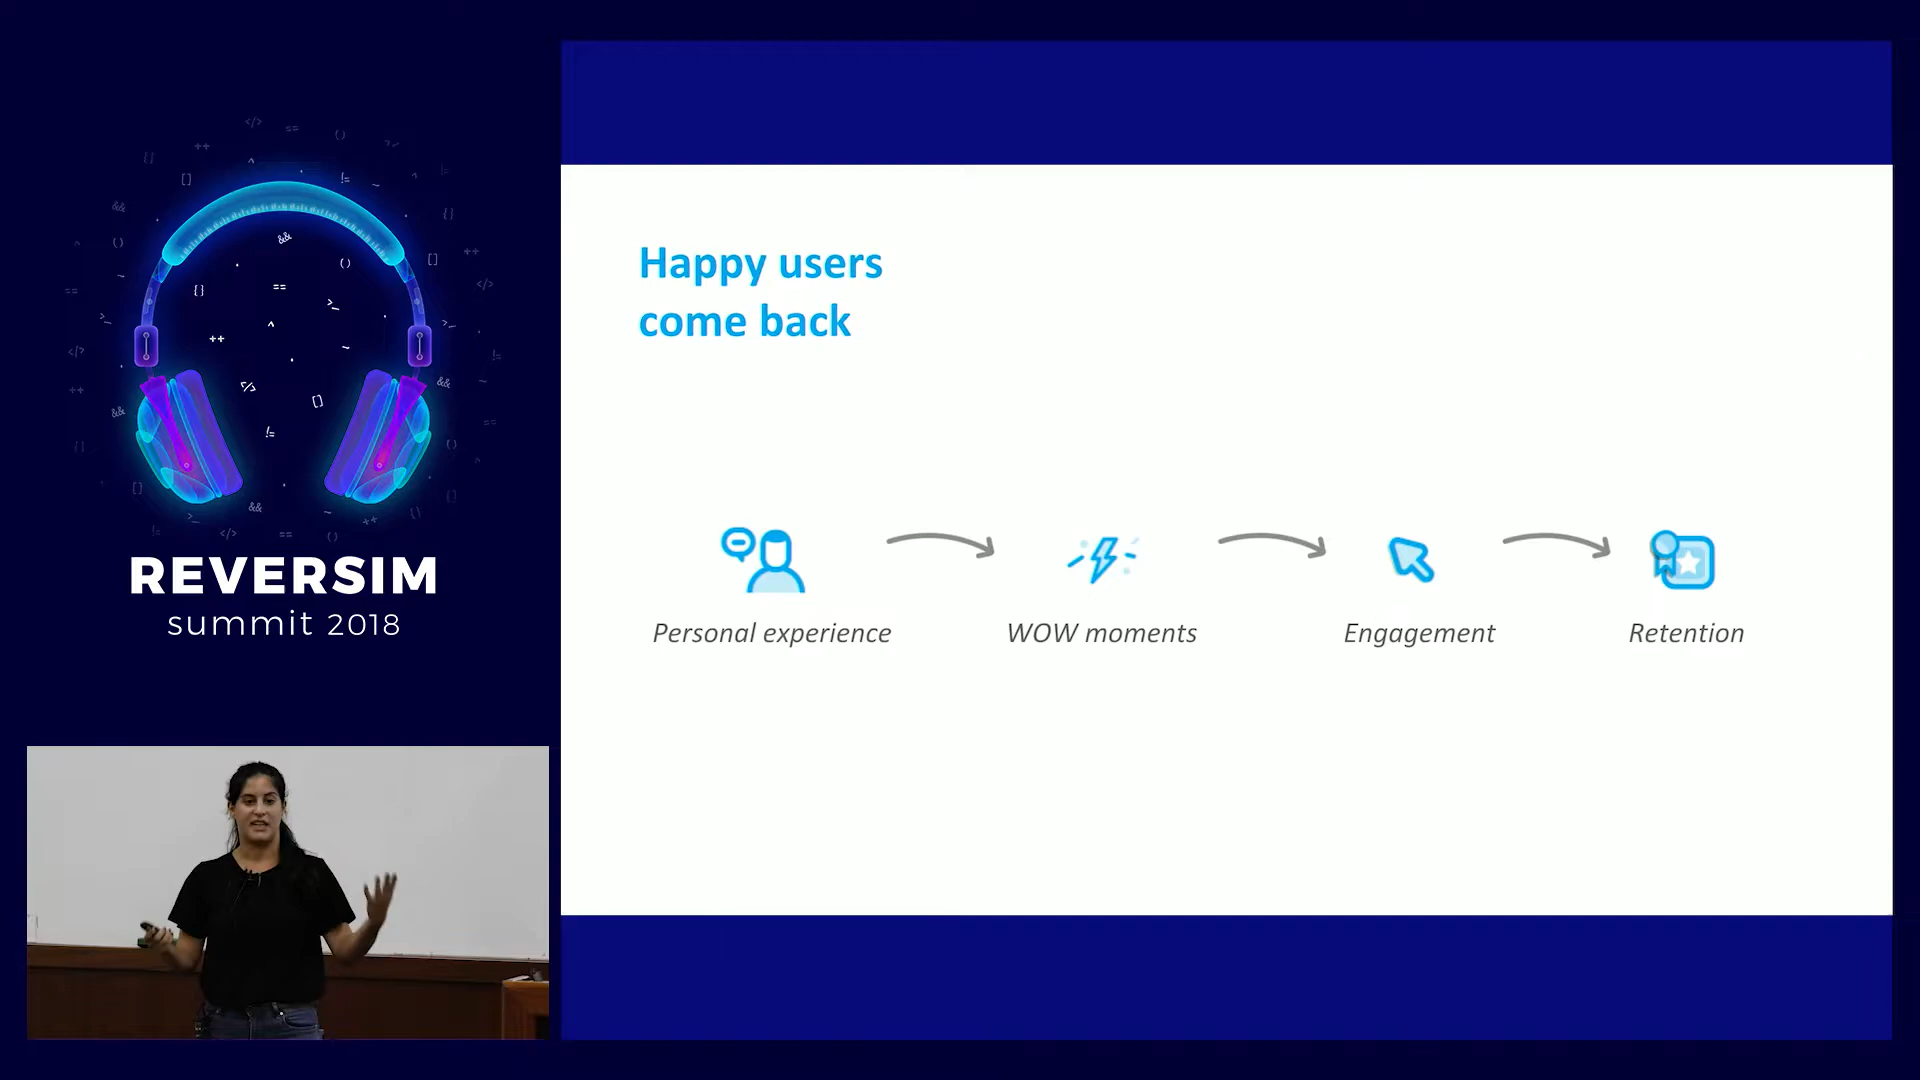 REVERSIM
summit 2018
Happy users
come back
Personal experience
WOW moments
Engagement
Retention